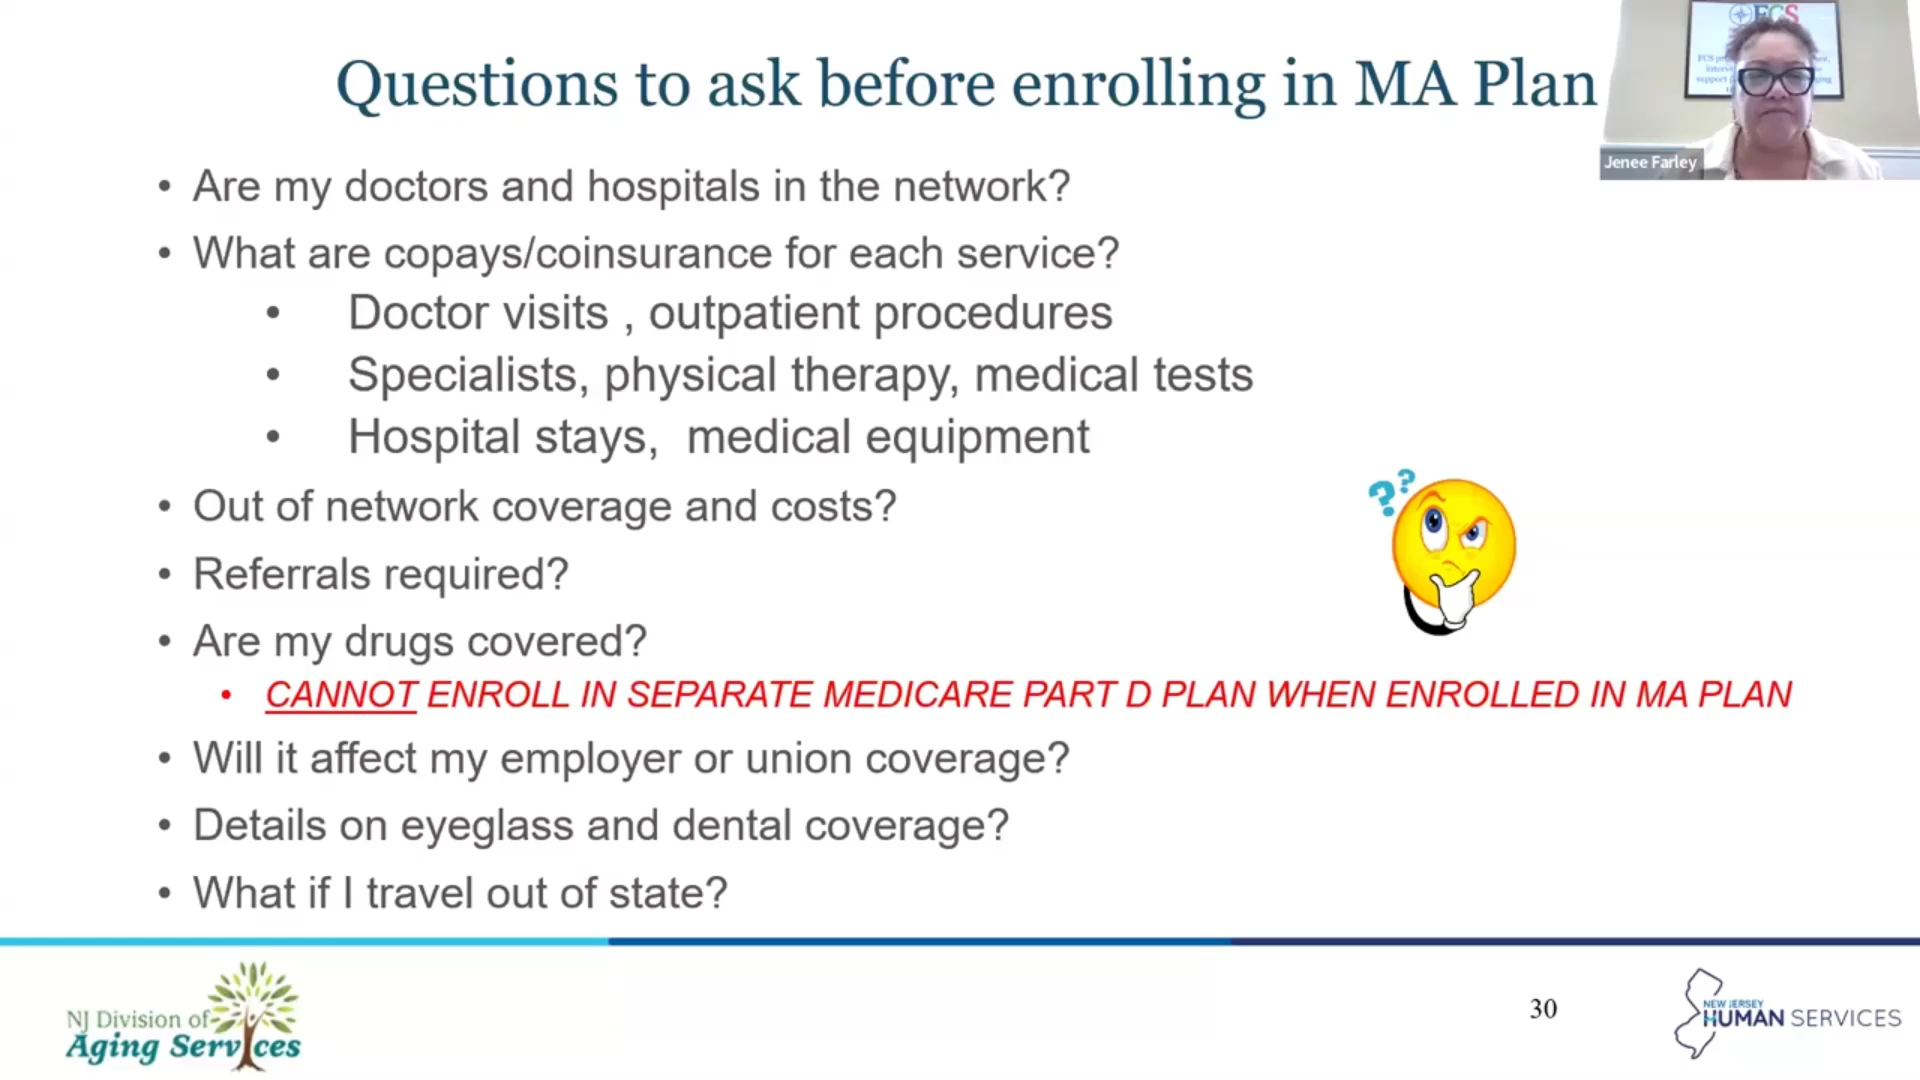 Questions to ask before enrolling in MA Plan
FCS
Jenee Farley
• Are my doctors and hospitals in the network?
• What are copays/coinsurance for each service?
• Doctor visits , outpatient procedures
• Specialists, physical therapy, medical tests
• Hospital stays, medical equipment
• Out of network coverage and costs?
• Referrals required?
• Are my drugs covered?
• CANNOT ENROLL IN SEPARATE MEDICARE PART D PLAN WHEN ENROLLED IN MA PLAN
• Will it affect my employer or union coverage?
• Details on eyeglass and dental coverage?
• What if I travel out of state?
??
NJ Division of
Aging Services
30
NEW JERSEY
HUMAN SERVICES